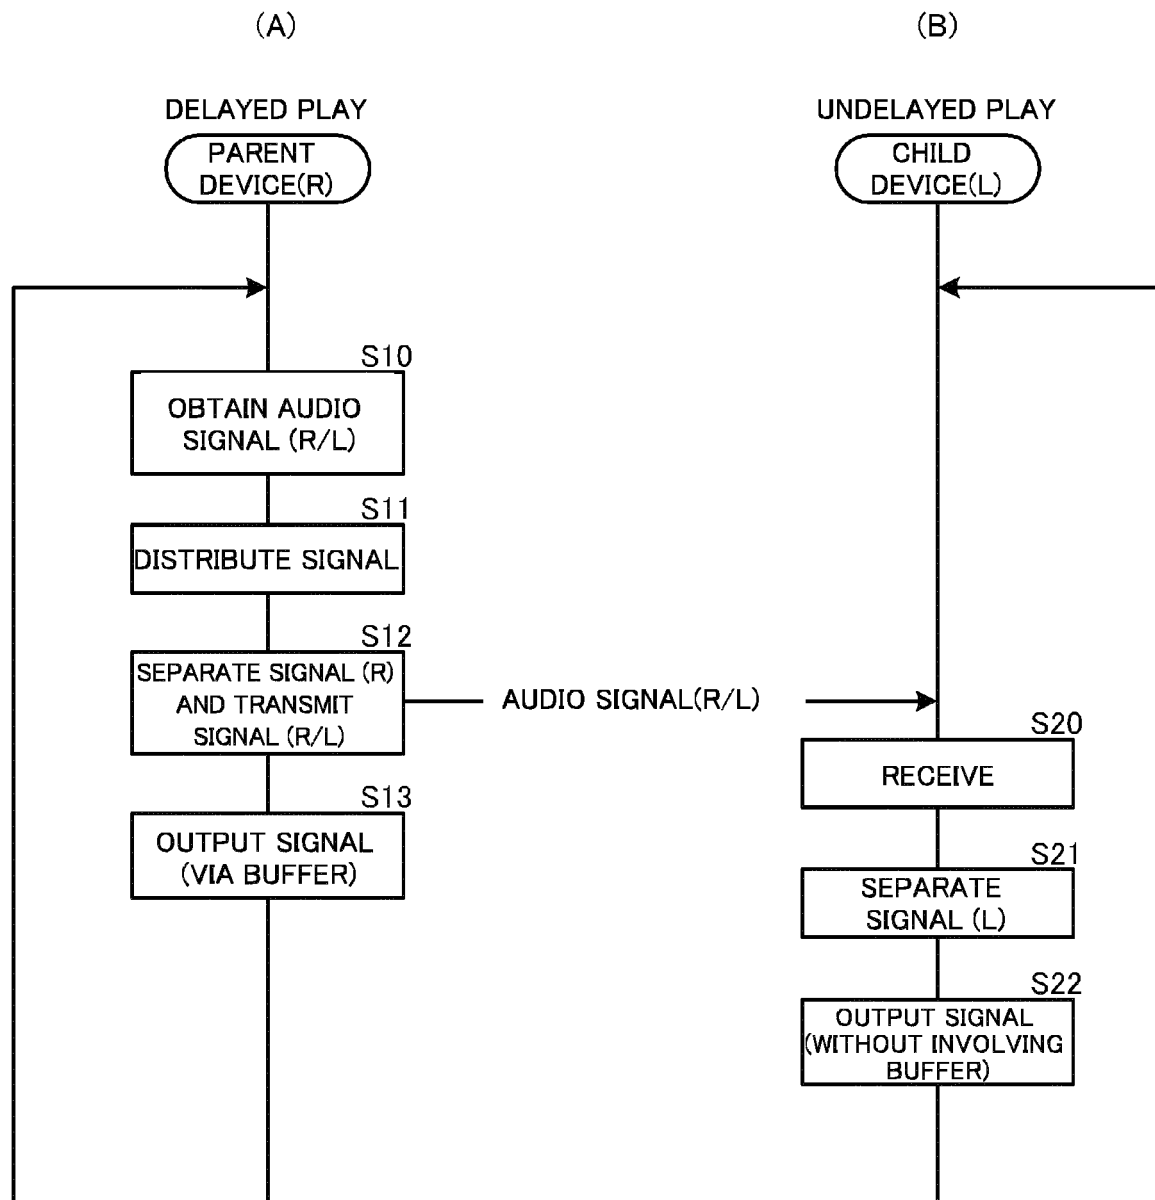 (A)
DELAYED PLAY
PARENT
DEVICE(R)
S10
OBTAIN AUDIO
SIGNAL (R/L)
S11
DISTRIBUTE SIGNAL
S12
SEPARATE SIGNAL (R)
AND TRANSMIT
SIGNAL (R/L)
AUDIO SIGNAL(R/L)
S13
OUTPUT SIGNAL
(VIA BUFFER)
(B)
UNDELAYED PLAY
CHILD
DEVICE(L)
S20
RECEIVE
S21
SEPARATE
SIGNAL (L)
S22
OUTPUT SIGNAL
(WITHOUT INVOLVING
BUFFER)